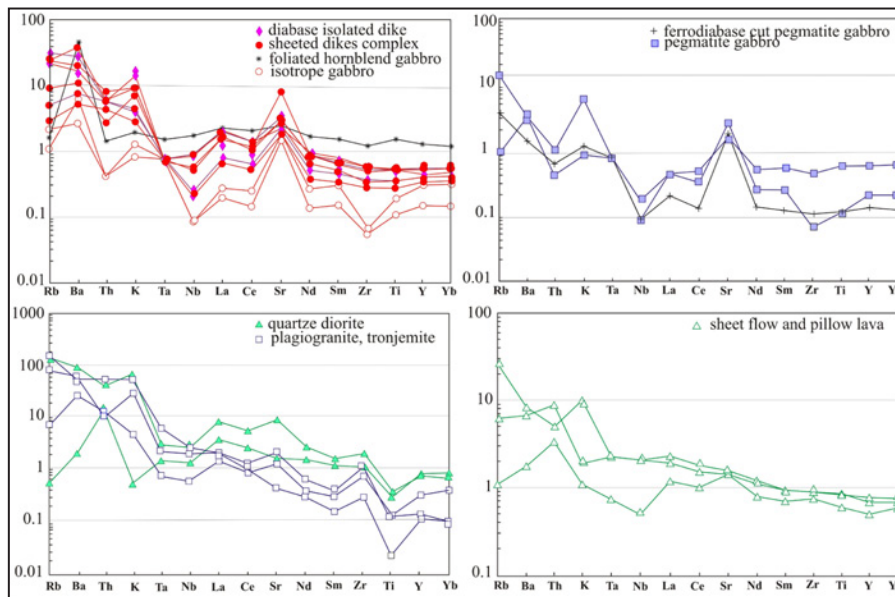 100
10
1
0.1
0.01
diabase isolated dike
sheeted dikes complex
foliated hornblend gabbro
isotrope gabbro
Rb Ba Th K Ta Nb La Ce Sr Nd Sm Zr Ti Y Yb
100
10
1
0.1
0.01
ferrodiabase cut pegmatite gabbro
pegmatite gabbro
Rb Ba Th K Ta Nb La Ce Sr Nd Sm Zr Ti Y Y
1000
100
10
1
0.1
0.01
quartze diorite
plagiogranite, tronjemite
Rb Ba Th K Ta Nb La Ce Sr Nd Sm Zr Ti Y Yb
100
10
1
0.1
sheet flow and pillow lava
Rb Ba Th K Ta Nb La Ce Sr Nd Sm Zr Ti Y Y